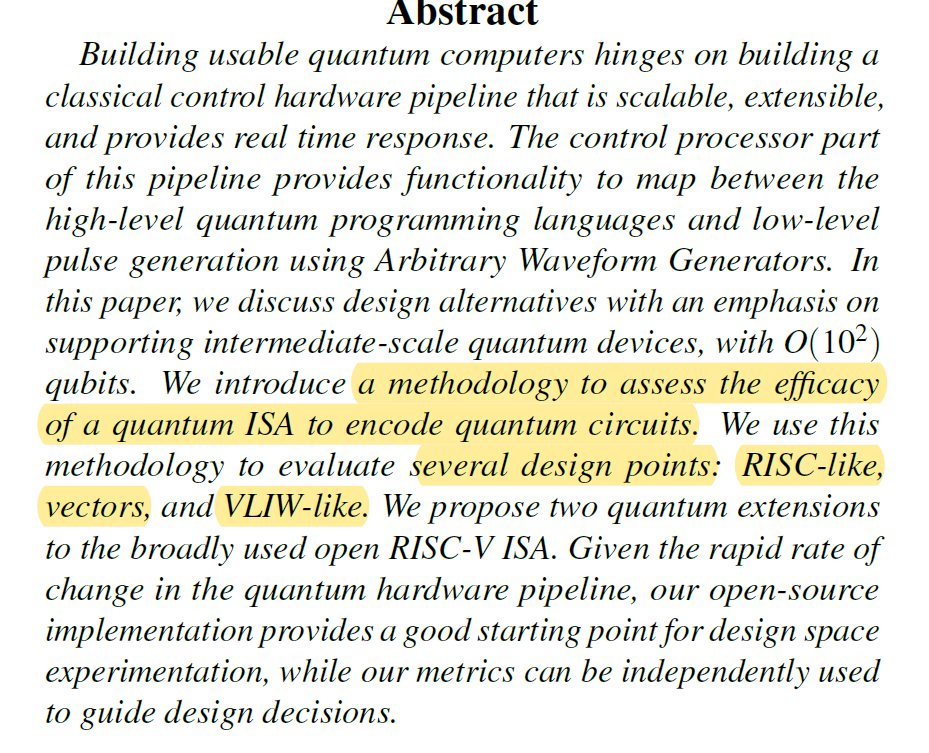 Abstract
Building usable quantum computers hinges on building a
classical control hardware pipeline that is scalable, extensible,
and provides real time response. The control processor part
of this pipeline provides functionality to map between the
high-level quantum programming languages and low-level
pulse generation using Arbitrary Waveform Generators. In
this paper, we discuss design alternatives with an emphasis on
supporting intermediate-scale quantum devices, with O(10²)
qubits. We introduce a methodology to assess the efficacy
of a quantum ISA to encode quantum circuits. We use this
methodology to evaluate several design points: RISC-like,
vectors, and VLIW-like. We propose two quantum extensions
to the broadly used open RISC-V ISA. Given the rapid rate of
change in the quantum hardware pipeline, our open-source
implementation provides a good starting point for design space
experimentation, while our metrics can be independently used
to guide design decisions.